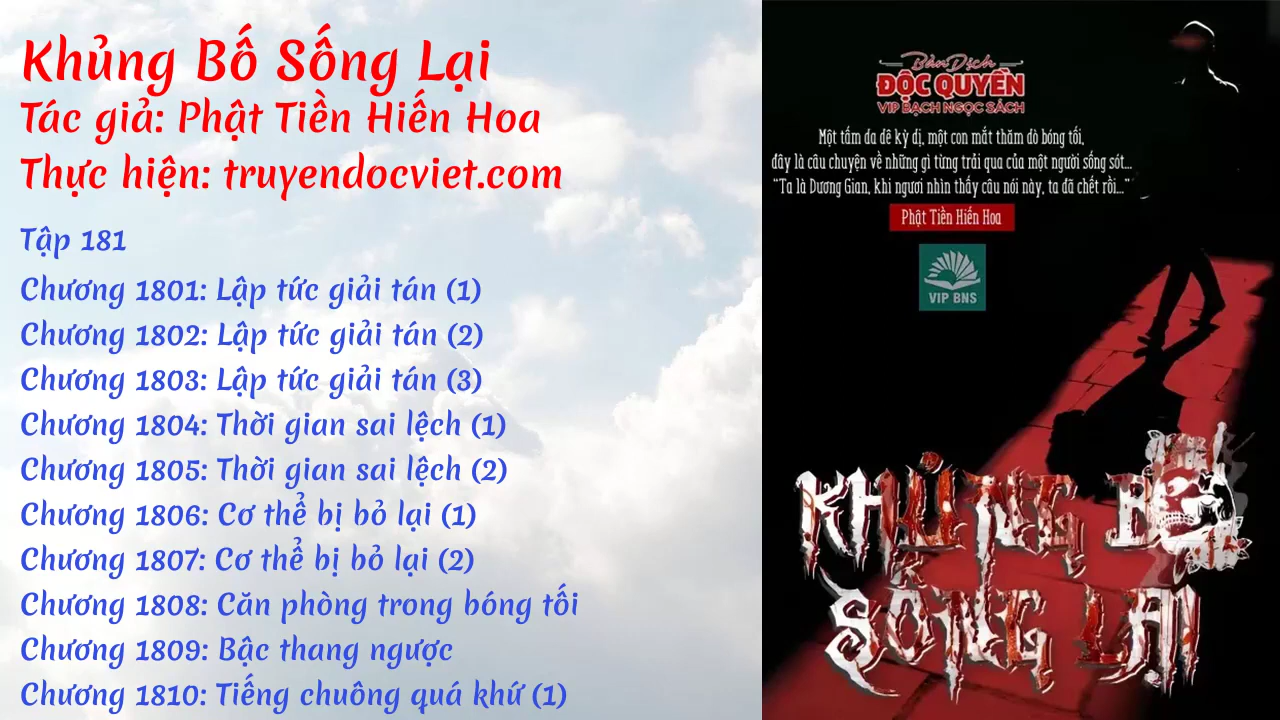 Khủng Bố Sống Lại
Tác giả: Phật Tiền Hiến Hoa
Thực hiện: truyendocviet.com
Tập 181
Chương 1801: Lập tức giải tán (1)
Chương 1802: Lập tức giải tán (2)
Chương 1803: Lập tức giải tán (3)
Chương 1804: Thời gian sai lệch (1)
Chương 1805: Thời gian sai lệch (2)
Chương 1806: Cơ thể bị bỏ lại (1)
Chương 1807: Cơ thể bị bỏ lại (2)
Chương 1808: Căn phòng trong bóng tối
Chương 1809: Bậc thang ngược
Chương 1810: Tiếng chuông quá khứ (1)
Bản Dịch
ĐỘC QUYỀN
VIP BẠCH NGỌC SÁCH
Một tấm da dê kỳ dị, một con mắt thăm dò bóng tối,
đây là câu chuyện về những gì từng trải qua của một người sống sót...
“Ta là Dương Gian, khi ngươi nhìn thấy câu nói này, ta đã chết rồi...”
Phật Tiền Hiến Hoa
VIP BNS
KHỦNG BỐ
SỐNG LẠI